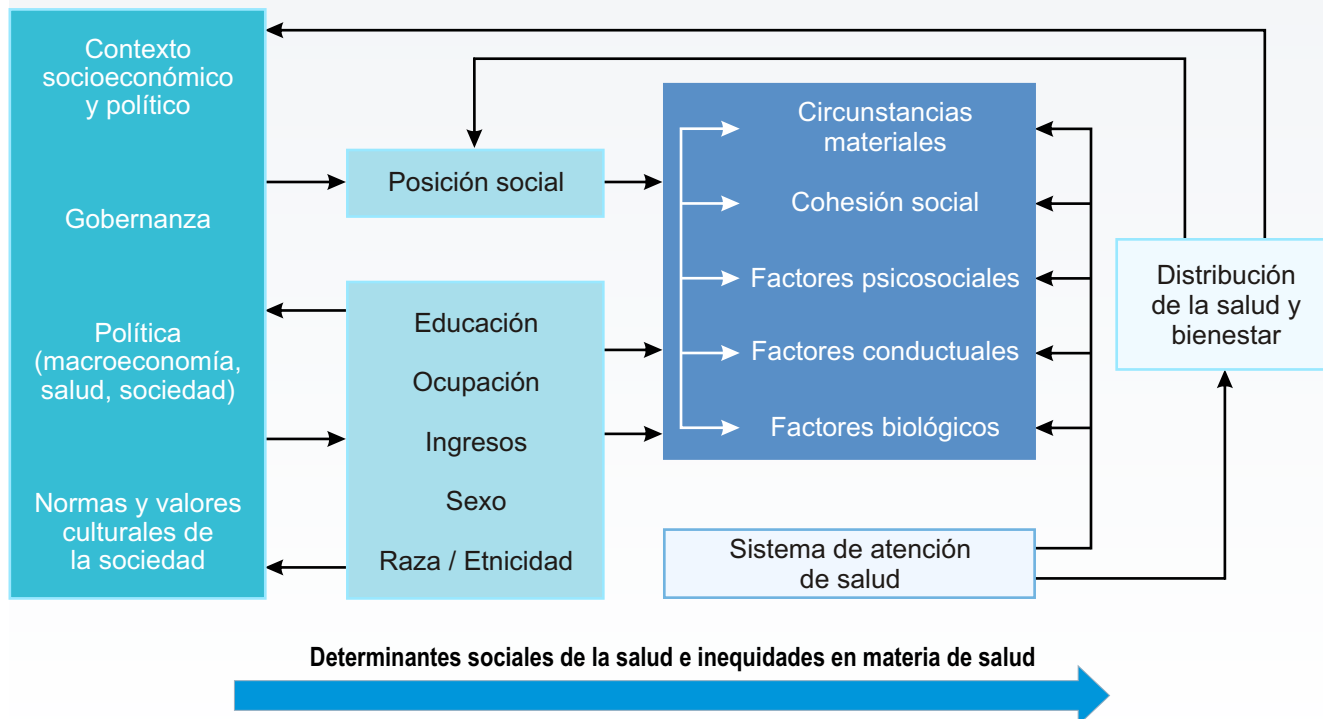 Contexto
socioeconómico
y político
Gobernanza
Política
(macroeconomía,
salud, sociedad)
Normas y valores
culturales de
la sociedad
Posición social
Educación
Ocupación
Ingresos
Sexo
Raza / Etnicidad
Circunstancias
materiales
Cohesión social
Factores psicosociales
Factores conductuales
Factores biológicos
Sistema de atención
de salud
Distribución
de la salud y
bienestar
Determinantes sociales de la salud e inequidades en materia de salud